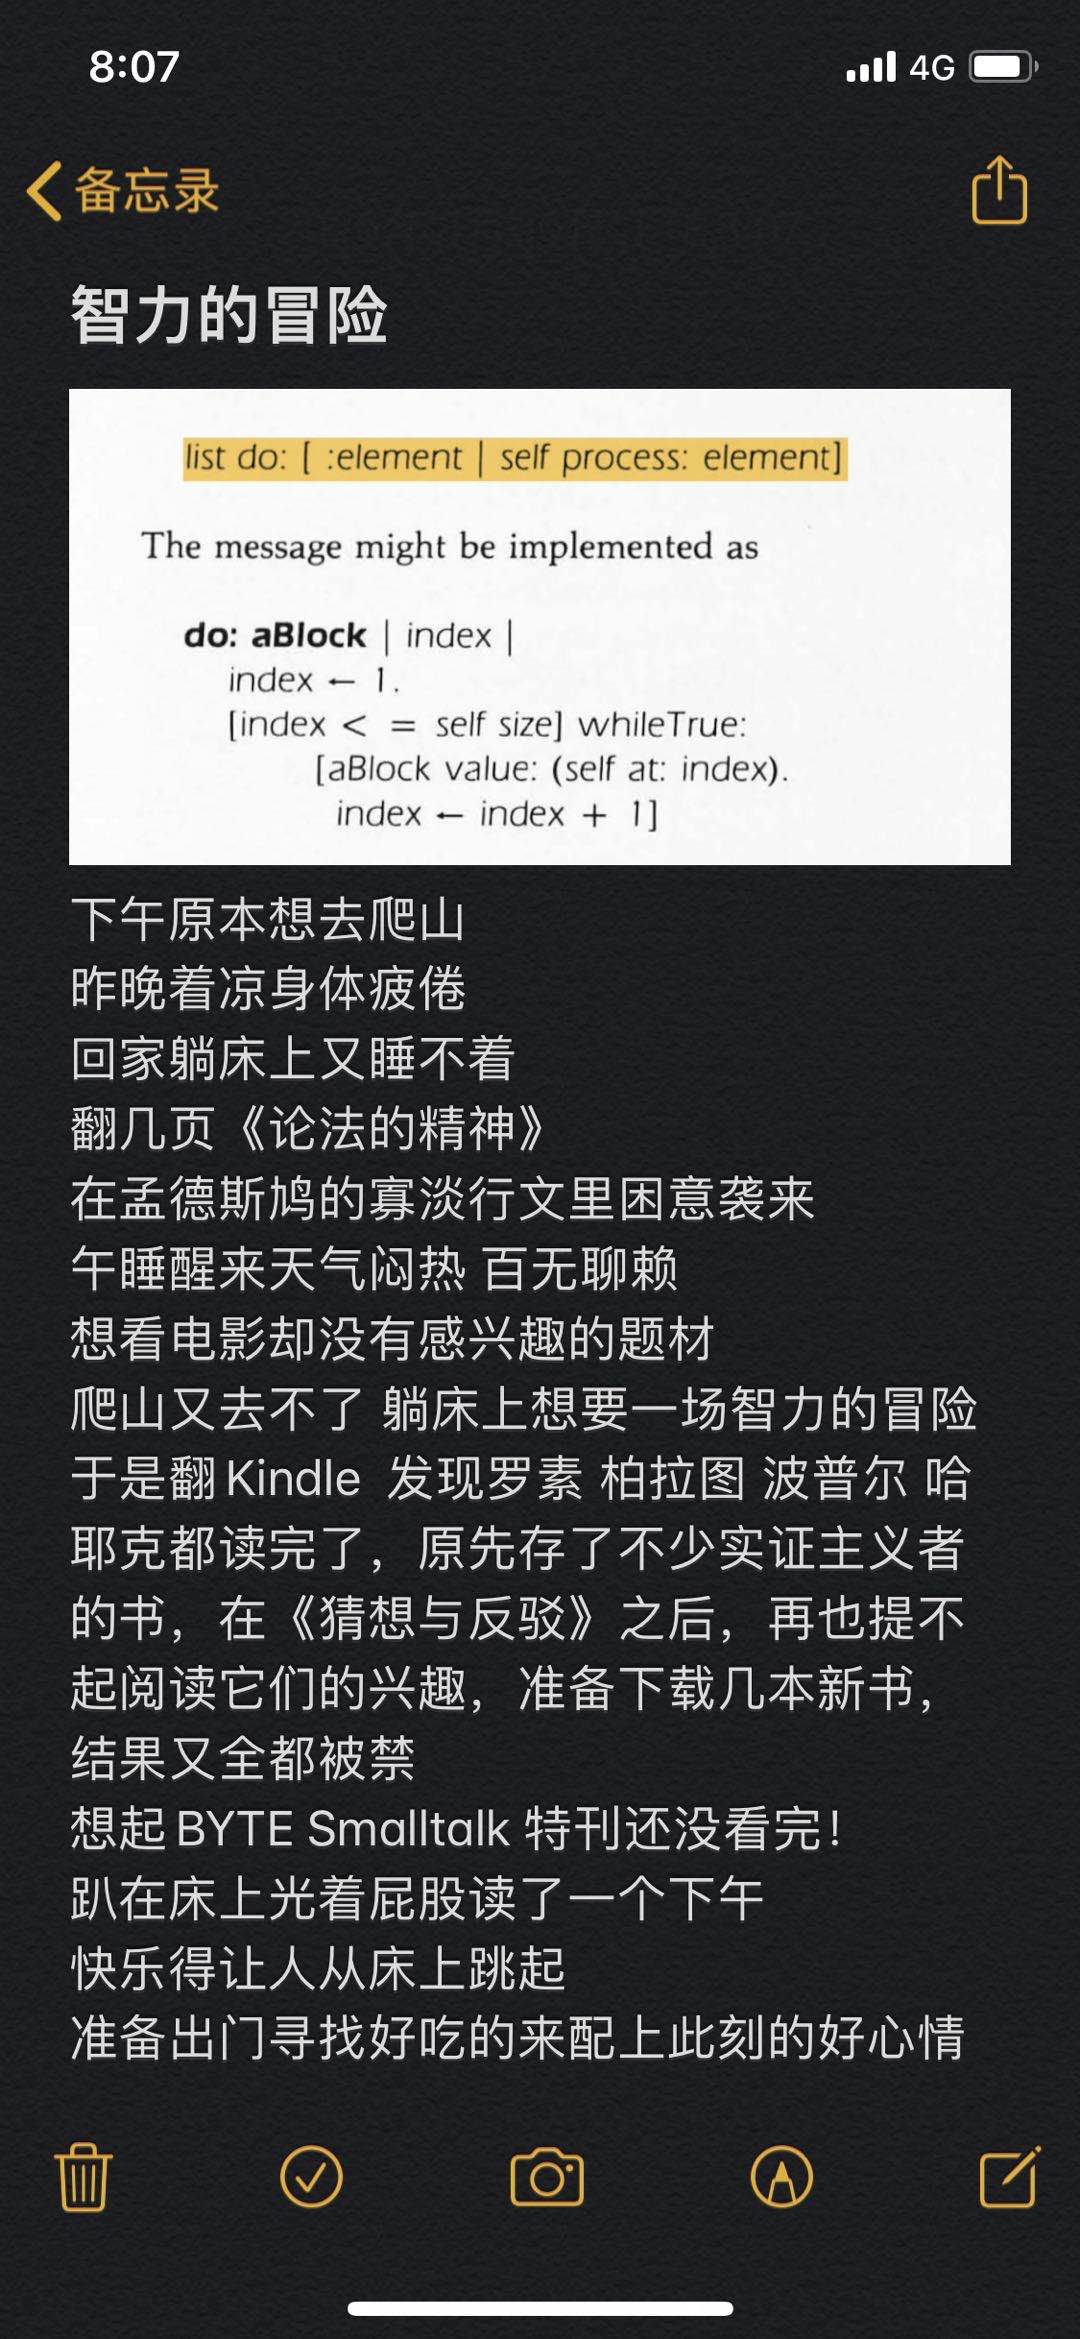 8:07
4G
备忘录
智力的冒险
list do: [ :element | self process: element]
The message might be implemented as
do: aBlock | index |
index ← 1.
[index < = self size] whileTrue:
[aBlock value: (self at: index).
index ← index + 1]
下午原本想去爬山
昨晚着凉身体疲倦
回家躺床上又睡不着
翻几页《论法的精神》
在孟德斯鸠的寡淡行文里困意袭来
午睡醒来天气闷热 百无聊赖
想看电影却没有感兴趣的题材
爬山又去不了 躺床上想要一场智力的冒险
于是翻Kindle 发现罗素 柏拉图 波普尔 哈
耶克都读完了，原先存了不少实证主义者
的书，在《猜想与反驳》之后，再也提不
起阅读它们的兴趣，准备下载几本新书，
结果又全都被禁
想起BYTE Smalltalk 特刊还没看完！
趴在床上光着屁股读了一个下午
快乐得让人从床上跳起
准备出门寻找好吃的来配上此刻的好心情